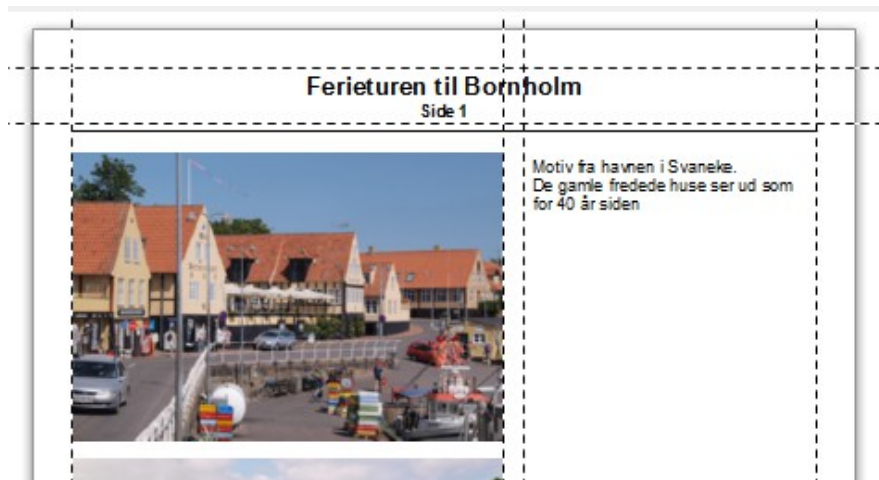 Ferieturen til Bornholm
Side 1
Motiv fra havnen i Svaneke.
De gamle fredede huse ser ud som
for 40 år siden